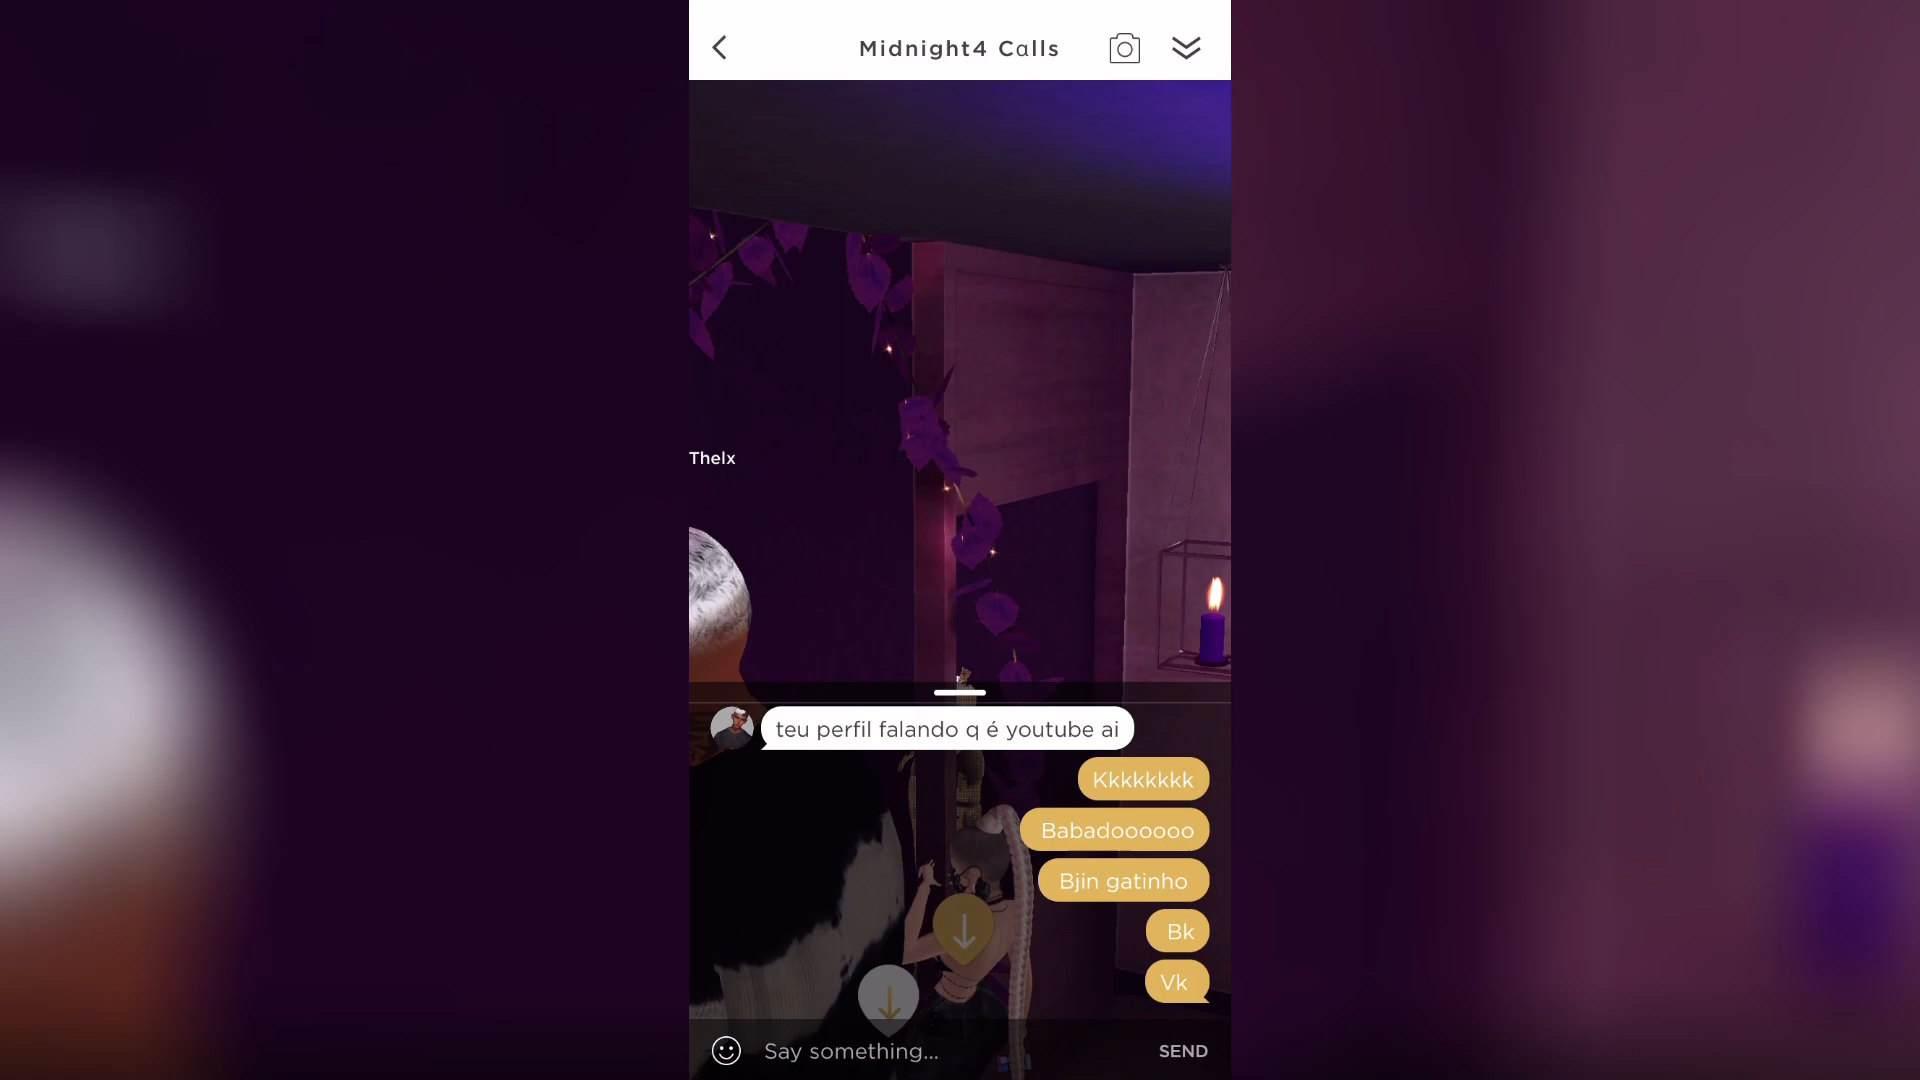 Midnight4 Calls
Thelx
teu perfil falando q é youtube ai
Kkkkkkkk
Babadoooooo
Bjin gatinho
Bk
Vk
Say something...
SEND